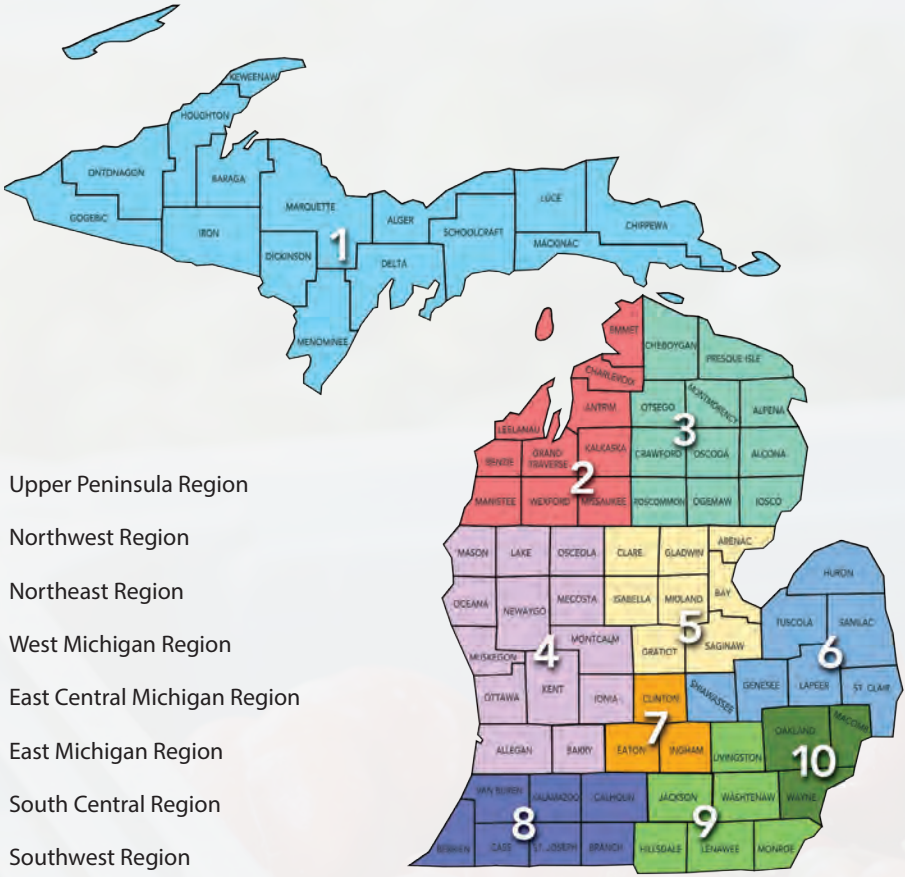 KEWEENAW
HOUGHTON
ONTONAGON
BARAGA
GOGEBIC
IRON
MARQUETTE
DICKINSON
1
ALGER
DELTA
MENOMINEE
SCHOOLCRAFT
LUCE
CHIPPEWA
MACKINAC
EMMET
CHEBOYGAN
PRESQUE ISLE
CHARLEVOIX
ANTRIM
OTSEGO
MONTMORENCY
ALPENA
3
LEELANAU
BENZIE
GRAND
TRAVERSE
KALKASKA
CRAWFORD
OSCODA
ALCONA
2
MANISTEE
WEXFORD
MISSAUKEE
ROSCOMMON
OGEMAW
IOSCO
Upper Peninsula Region
Northwest Region
Northeast Region
West Michigan Region
East Central Michigan Region
East Michigan Region
South Central Region
Southwest Region
MASON
LAKE
OSCEOLA
CLARE
GLADWIN
ARENAC
OCEANA
NEWAYGO
MECOSTA
ISABELLA
MIDLAND
BAY
HURON
TUSCOLA
SANILAC
MUSKEGON
MONTCALM
GRATIOT
SAGINAW
4
5
6
OTTAWA
KENT
IONIA
CLINTON
SHIAWASSEE
GENESEE
LAPEER
ST. CLAIR
7
ALLEGAN
BARRY
EATON
INGHAM
LIVINGSTON
OAKLAND
MACOMB
10
VAN BUREN
KALAMAZOO
CALHOUN
JACKSON
WASHTENAW
WAYNE
8
9
BERRIEN
CASS
ST. JOSEPH
BRANCH
HILLSDALE
LENAWEE
MONROE